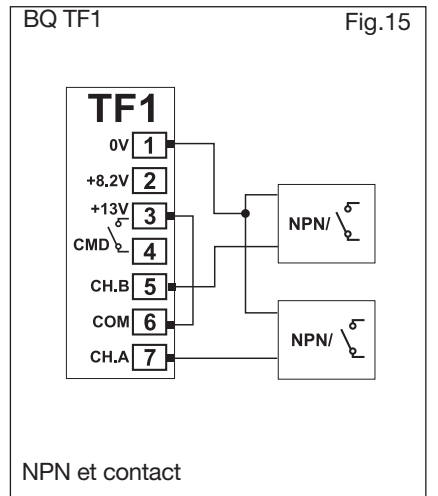 BQ TF1 Fig.15
TF1
0V 1
+8.2V 2
+13V 3
CMD 4
CH.B 5
COM 6
CH.A 7
NPN/
NPN/
NPN et contact